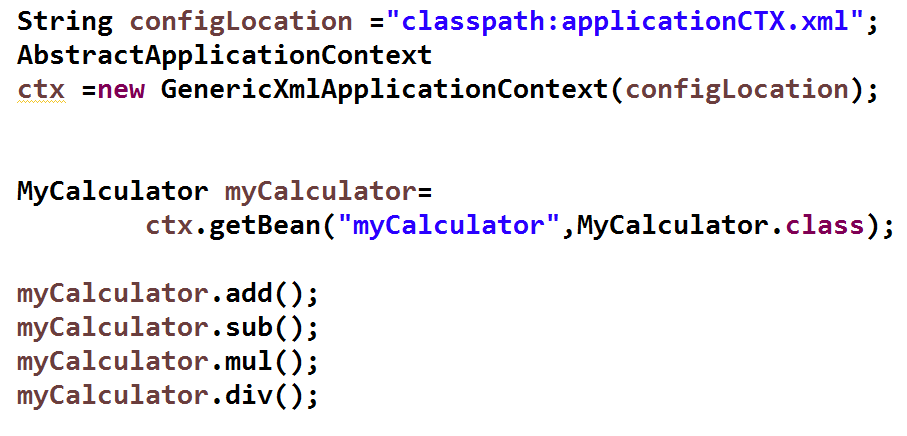 String configLocation ="classpath:applicationCTX.xml";
AbstractApplicationContext
ctx =new GenericXmlApplicationContext(configLocation);
MyCalculator myCalculator=
ctx.getBean("myCalculator",MyCalculator.class);
myCalculator.add();
myCalculator.sub();
myCalculator.mul();
myCalculator.div();